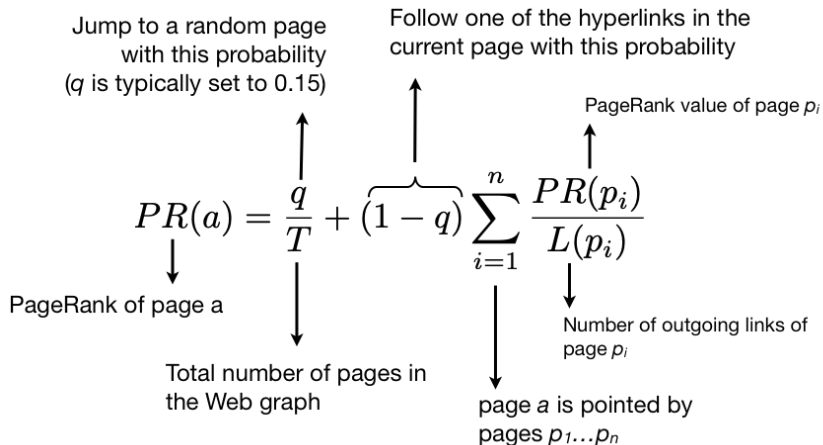 Jump to a random page
with this probability
(q is typically set to 0.15)
Follow one of the hyperlinks in the
current page with this probability
PageRank value of page pᵢ
PR(a) = q/T + (1 − q) ∑ⁿᵢ₌₁ PR(pᵢ)/L(pᵢ)
PageRank of page a
Number of outgoing links of
page pᵢ
Total number of pages in
the Web graph
page a is pointed by
pages p₁…pₙ